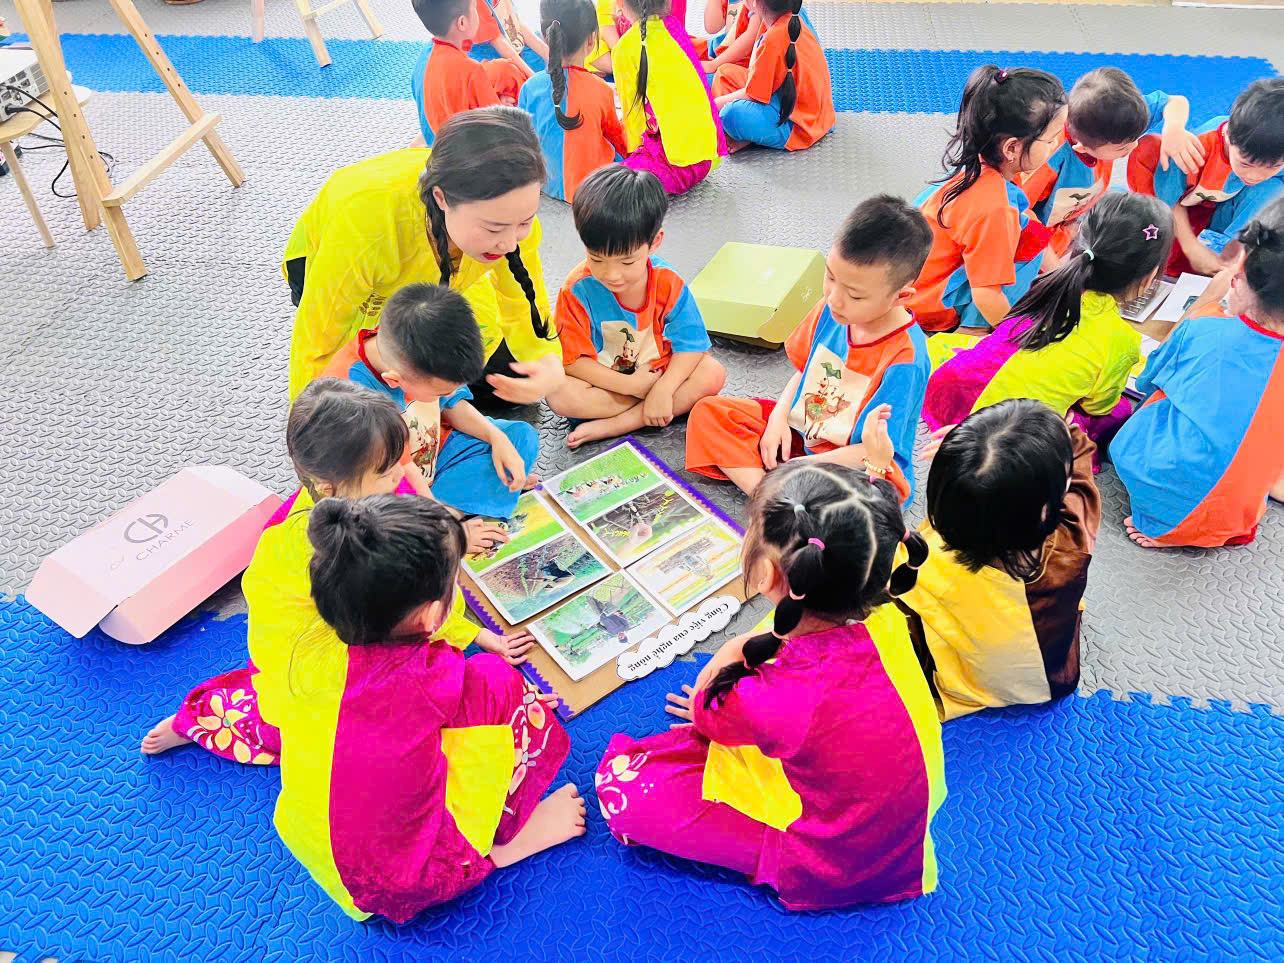 CH
CHARME
Công việc của nghề nông